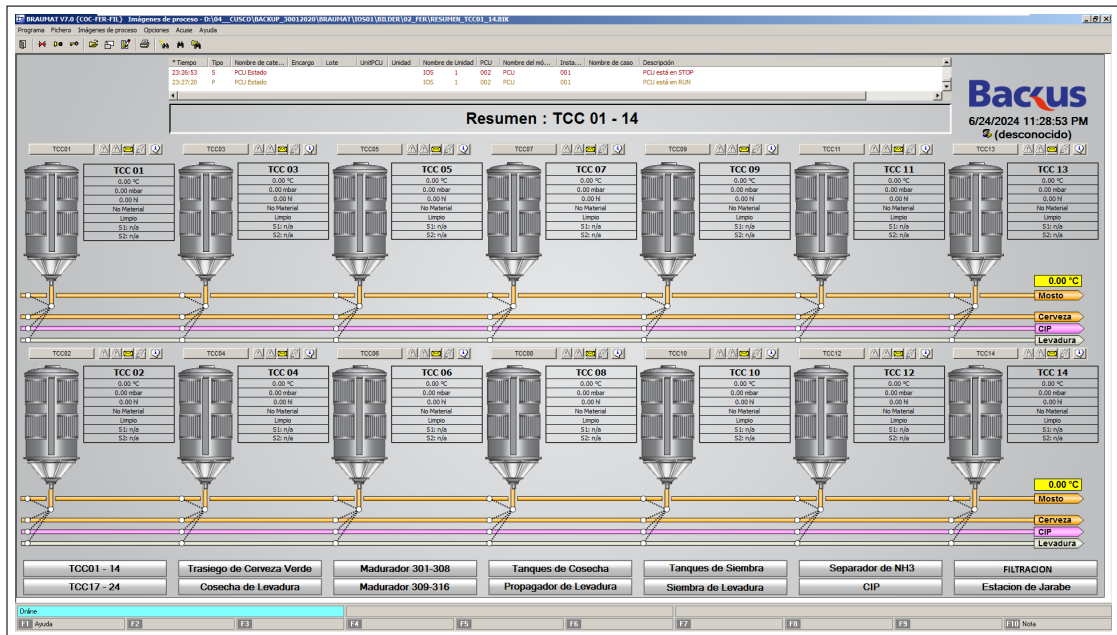 BRAUMAT V7.0 {COC-FER-FIL} Imágenes de proceso - D:\04__CUSCO\BACKUP_30012020\BRAUMAT\IOS01\BILDER\02_FER\RESUMEN_TCC01_14.BIK
Programa Fichero Imágenes de proceso Opciones Acuse Ayuda
* Tiempo Tipo Nombre de cate... Encargo Lote UnitPCU Unidad Nombre de Unidad PCU Nombre del mó... Insta... Nombre de caso Descripción
23:26:53 S PCU Estado IOS 1 002 PCU 001 PCU está en STOP
23:27:20 P PCU Estado IOS 1 002 PCU 001 PCU está en RUN
Backus
Resumen : TCC 01 - 14
6/24/2024 11:28:53 PM
(desconocido)
TCC01 TCC03 TCC05 TCC07 TCC09 TCC11 TCC13
TCC 01 TCC 03 TCC 05 TCC 07 TCC 09 TCC 11 TCC 13
0.00 ºC 0.00 ºC 0.00 ºC 0.00 ºC 0.00 ºC 0.00 ºC 0.00 ºC
0.00 mbar 0.00 mbar 0.00 mbar 0.00 mbar 0.00 mbar 0.00 mbar 0.00 mbar
0.00 hl 0.00 hl 0.00 hl 0.00 hl 0.00 hl 0.00 hl 0.00 hl
No Material No Material No Material No Material No Material No Material No Material
Limpio Limpio Limpio Limpio Limpio Limpio Limpio
S1: n/a S1: n/a S1: n/a S1: n/a S1: n/a S1: n/a S1: n/a
S2: n/a S2: n/a S2: n/a S2: n/a S2: n/a S2: n/a S2: n/a
0.00 ºC
Mosto
Cerveza
CIP
Levadura
TCC02 TCC04 TCC06 TCC08 TCC10 TCC12 TCC14
TCC 02 TCC 04 TCC 06 TCC 08 TCC 10 TCC 12 TCC 14
0.00 ºC 0.00 ºC 0.00 ºC 0.00 ºC 0.00 ºC 0.00 ºC 0.00 ºC
0.00 mbar 0.00 mbar 0.00 mbar 0.00 mbar 0.00 mbar 0.00 mbar 0.00 mbar
0.00 hl 0.00 hl 0.00 hl 0.00 hl 0.00 hl 0.00 hl 0.00 hl
No Material No Material No Material No Material No Material No Material No Material
Limpio Limpio Limpio Limpio Limpio Limpio Limpio
S1: n/a S1: n/a S1: n/a S1: n/a S1: n/a S1: n/a S1: n/a
S2: n/a S2: n/a S2: n/a S2: n/a S2: n/a S2: n/a S2: n/a
0.00 ºC
Mosto
Cerveza
CIP
Levadura
TCC01 - 14 Trasiego de Cerveza Verde Madurador 301-308 Tanques de Cosecha Tanques de Siembra Separador de NH3 FILTRACION
TCC17 - 24 Cosecha de Levadura Madurador 309-316 Propagador de Levadura Siembra de Levadura CIP Estacion de Jarabe
Online
F1 Ayuda F2 F3 F4 F5 F6 F7 F8 F9 F10 Nota